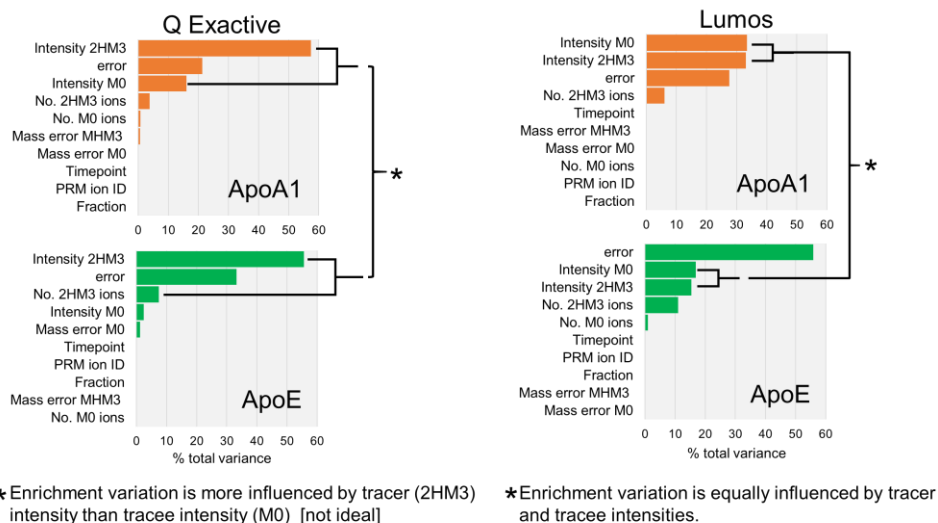 Q Exactive
Intensity 2HM3
error
Intensity M0
No. 2HM3 ions
No. M0 ions
Mass error MHM3
Mass error M0
Timepoint
PRM ion ID
Fraction
ApoA1
*
0 10 20 30 40 50 60
Intensity 2HM3
error
No. 2HM3 ions
Intensity M0
Mass error M0
Timepoint
PRM ion ID
Fraction
Mass error MHM3
No. M0 ions
ApoE
0 10 20 30 40 50 60
% total variance
* Enrichment variation is more influenced by tracer (2HM3)
intensity than tracee intensity (M0) [not ideal]
Lumos
Intensity M0
Intensity 2HM3
error
No. 2HM3 ions
Timepoint
Mass error MHM3
Mass error M0
No. M0 ions
PRM ion ID
Fraction
ApoA1
*
0 10 20 30 40 50 60
error
Intensity M0
Intensity 2HM3
No. 2HM3 ions
No. M0 ions
Timepoint
PRM ion ID
Fraction
Mass error MHM3
Mass error M0
ApoE
0 10 20 30 40 50 60
% total variance
* Enrichment variation is equally influenced by tracer
and tracee intensities.